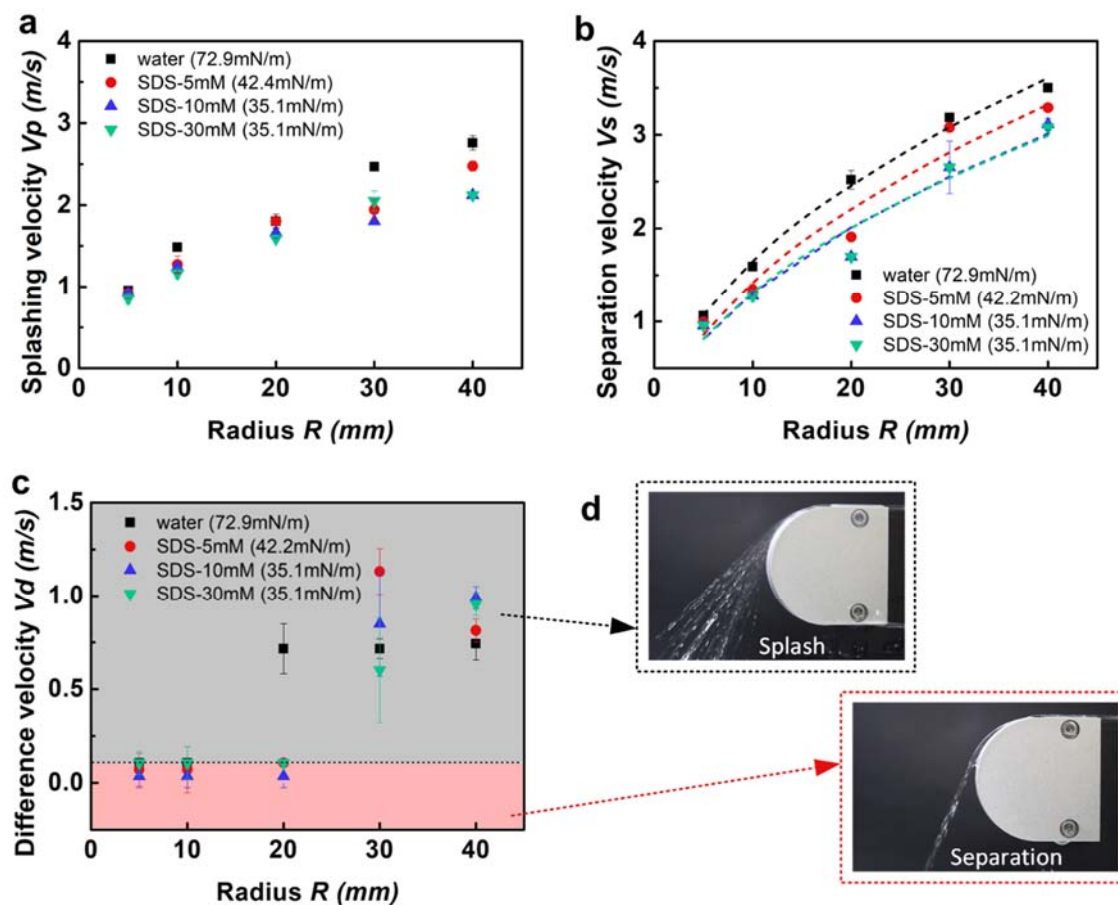 a
4
3
2
1
0
0
10
20
30
40
Splashing velocity Vp (m/s)
Radius R (mm)
water (72.9mN/m)
SDS-5mM (42.4mN/m)
SDS-10mM (35.1mN/m)
SDS-30mM (35.1mN/m)
b
4
3
2
1
0
10
20
30
40
Separation velocity Vs (m/s)
Radius R (mm)
water (72.9mN/m)
SDS-5mM (42.2mN/m)
SDS-10mM (35.1mN/m)
SDS-30mM (35.1mN/m)
c
1.5
1.0
0.5
0.0
0
10
20
30
40
Difference velocity Vd (m/s)
Radius R (mm)
water (72.9mN/m)
SDS-5mM (42.2mN/m)
SDS-10mM (35.1mN/m)
SDS-30mM (35.1mN/m)
d
Splash
Separation